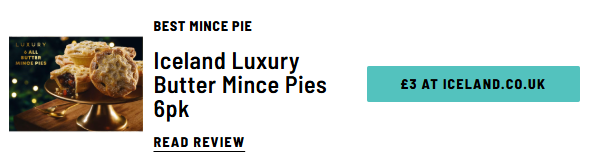 BEST MINCE PIE
LUXURY
6 ALL
BUTTER
MINCE PIES
Iceland Luxury
Butter Mince Pies
6pk
£3 AT ICELAND.CO.UK
READ REVIEW